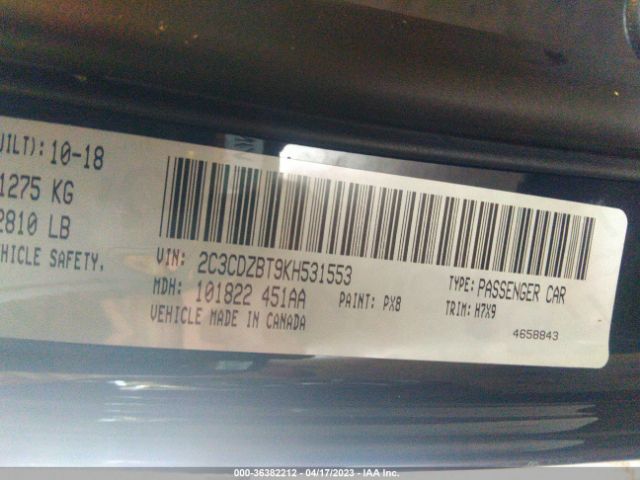 UILT): 10-18
1275 KG
2810 LB
EHICLE SAFETY,
VIN: 2C3CDZBT9KH531553
TYPE: PASSENGER CAR
MDH: 101822 451AA
PAINT: PX8
TRIM: H7X9
VEHICLE MADE IN CANADA
4658843
000-36382212 - 04/17/2023 - IAA Inc.